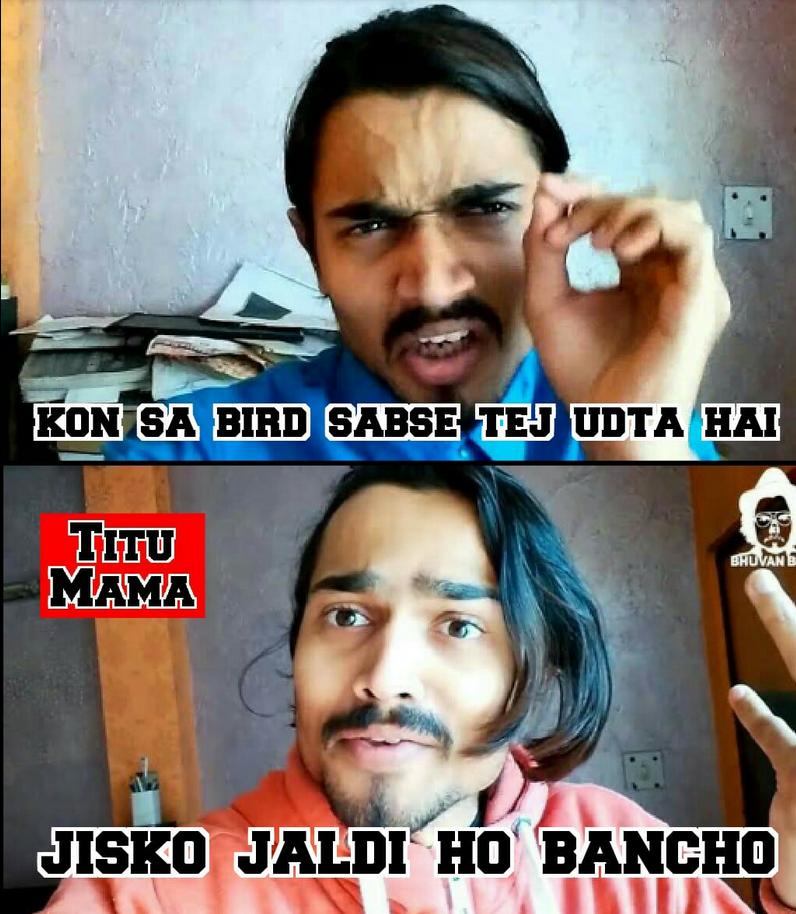 KON SA BIRD SABSE TEJ UDTA HAI
TITU
MAMA
BHUVAN B
JISKO JALDI HO BANCHO